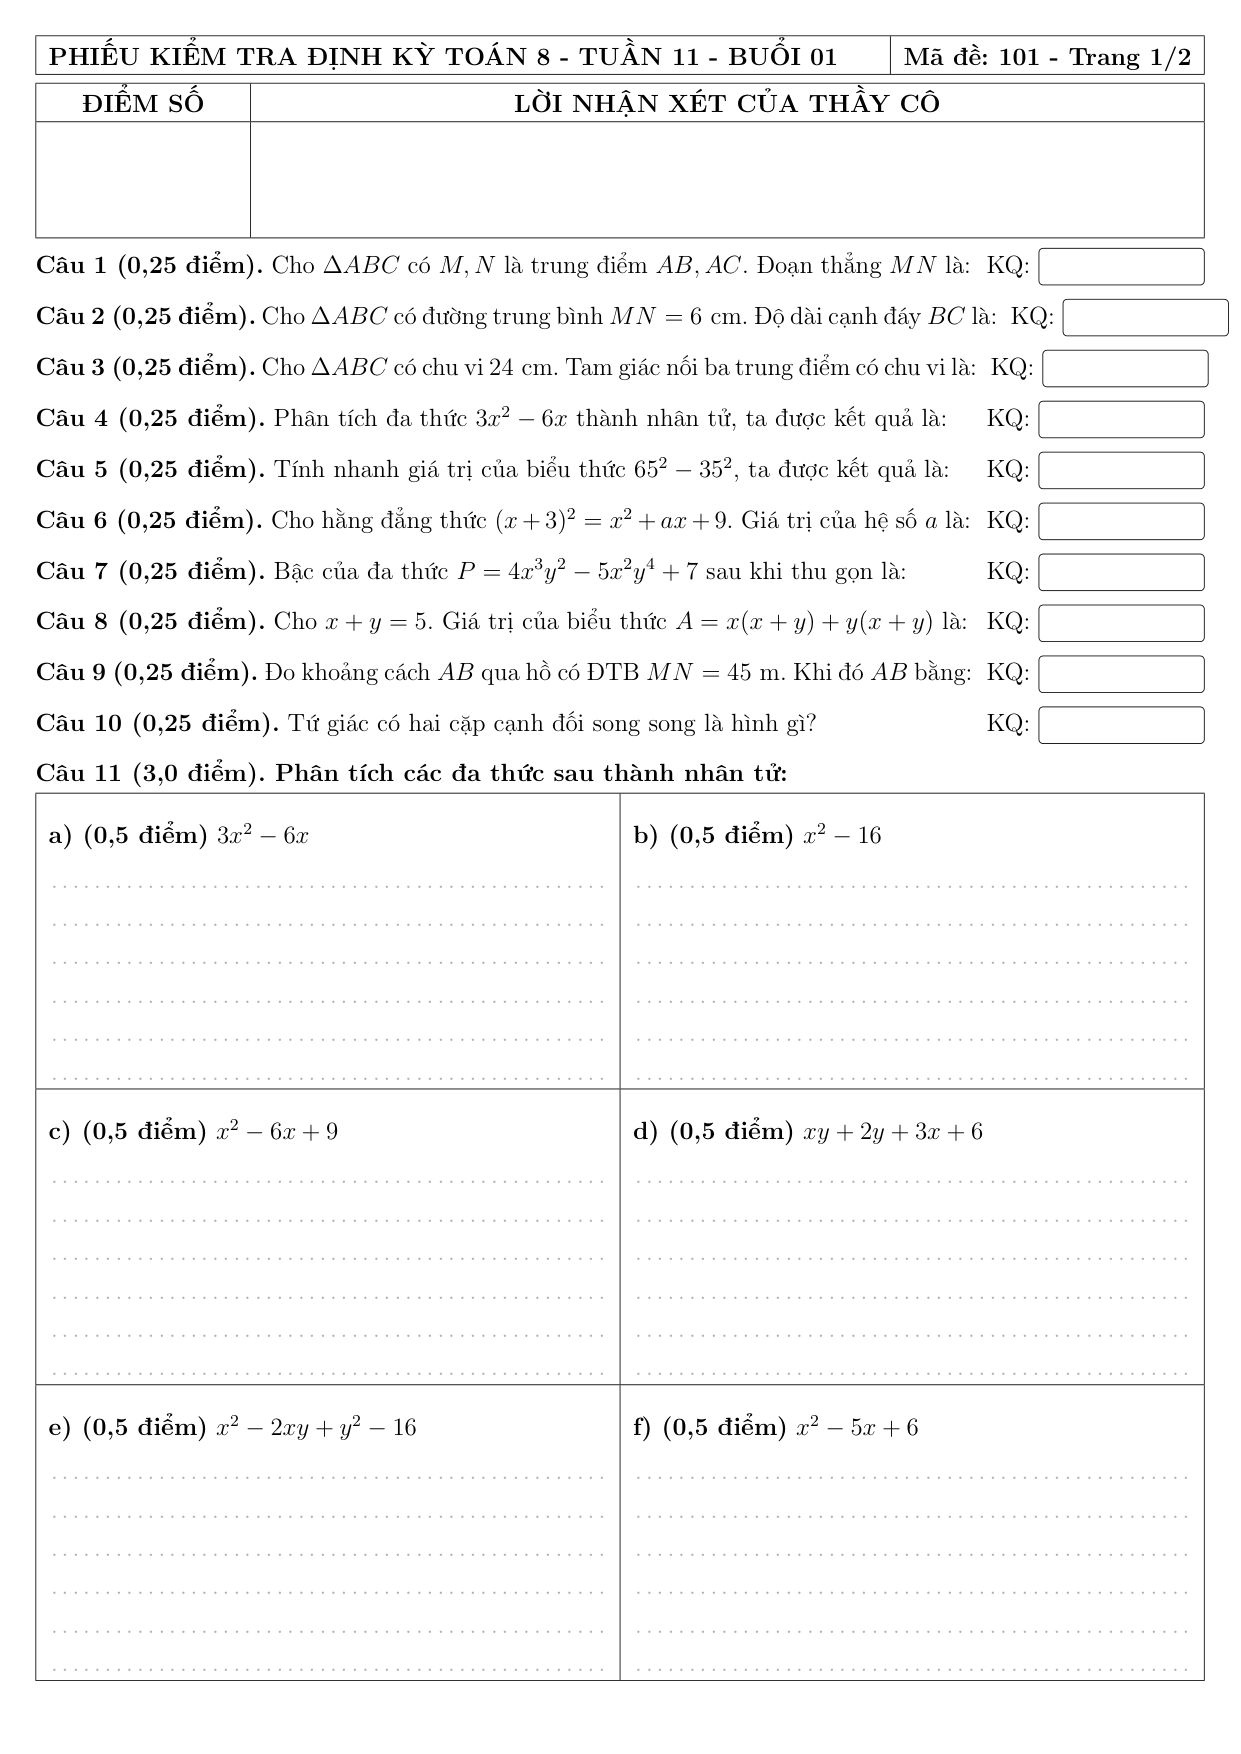 PHIẾU KIỂM TRA ĐỊNH KỲ TOÁN 8 - TUẦN 11 - BUỔI 01 Mã đề: 101 - Trang 1/2
ĐIỂM SỐ LỜI NHẬN XÉT CỦA THẦY CÔ
Câu 1 (0,25 điểm). Cho ΔABC có M, N là trung điểm AB, AC. Đoạn thẳng MN là: KQ:
Câu 2 (0,25 điểm). Cho ΔABC có đường trung bình MN = 6 cm. Độ dài cạnh đáy BC là: KQ:
Câu 3 (0,25 điểm). Cho ΔABC có chu vi 24 cm. Tam giác nối ba trung điểm có chu vi là: KQ:
Câu 4 (0,25 điểm). Phân tích đa thức 3x² − 6x thành nhân tử, ta được kết quả là: KQ:
Câu 5 (0,25 điểm). Tính nhanh giá trị của biểu thức 65² − 35², ta được kết quả là: KQ:
Câu 6 (0,25 điểm). Cho hằng đẳng thức (x + 3)² = x² + ax + 9. Giá trị của hệ số a là: KQ:
Câu 7 (0,25 điểm). Bậc của đa thức P = 4x³y² − 5x²y⁴ + 7 sau khi thu gọn là: KQ:
Câu 8 (0,25 điểm). Cho x + y = 5. Giá trị của biểu thức A = x(x + y) + y(x + y) là: KQ:
Câu 9 (0,25 điểm). Đo khoảng cách AB qua hồ có ĐTB MN = 45 m. Khi đó AB bằng: KQ:
Câu 10 (0,25 điểm). Tứ giác có hai cặp cạnh đối song song là hình gì? KQ:
Câu 11 (3,0 điểm). Phân tích các đa thức sau thành nhân tử:
a) (0,5 điểm) 3x² − 6x
b) (0,5 điểm) x² − 16
c) (0,5 điểm) x² − 6x + 9
d) (0,5 điểm) xy + 2y + 3x + 6
e) (0,5 điểm) x² − 2xy + y² − 16
f) (0,5 điểm) x² − 5x + 6